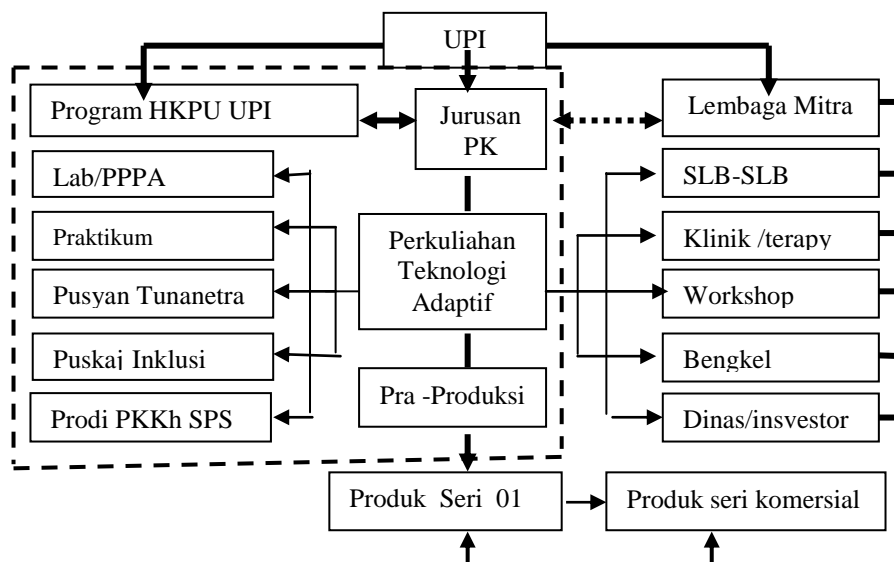 UPI
Program HKPU UPI
Jurusan
PK
Lembaga Mitra
Lab/PPPA
SLB-SLB
Praktikum
Perkuliahan
Teknologi
Adaptif
Klinik /terapy
Pusyan Tunanetra
Workshop
Puskaj Inklusi
Bengkel
Pra -Produksi
Prodi PKKh SPS
Dinas/insvestor
Produk Seri 01
Produk seri komersial